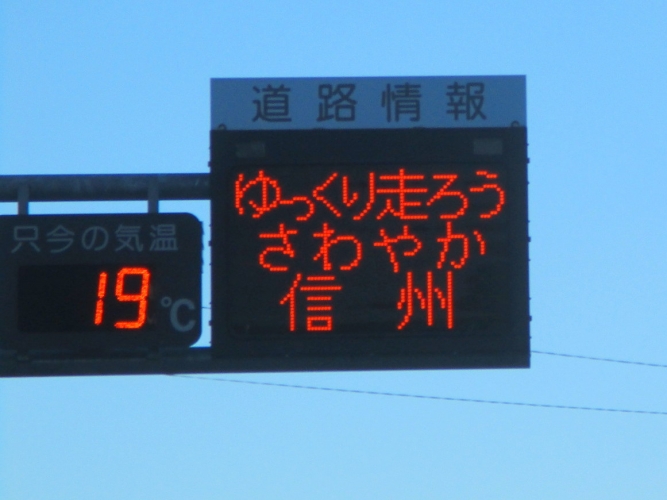 道路情報
ゆっくり走ろう
さわやか
信州
只今の気温
19℃